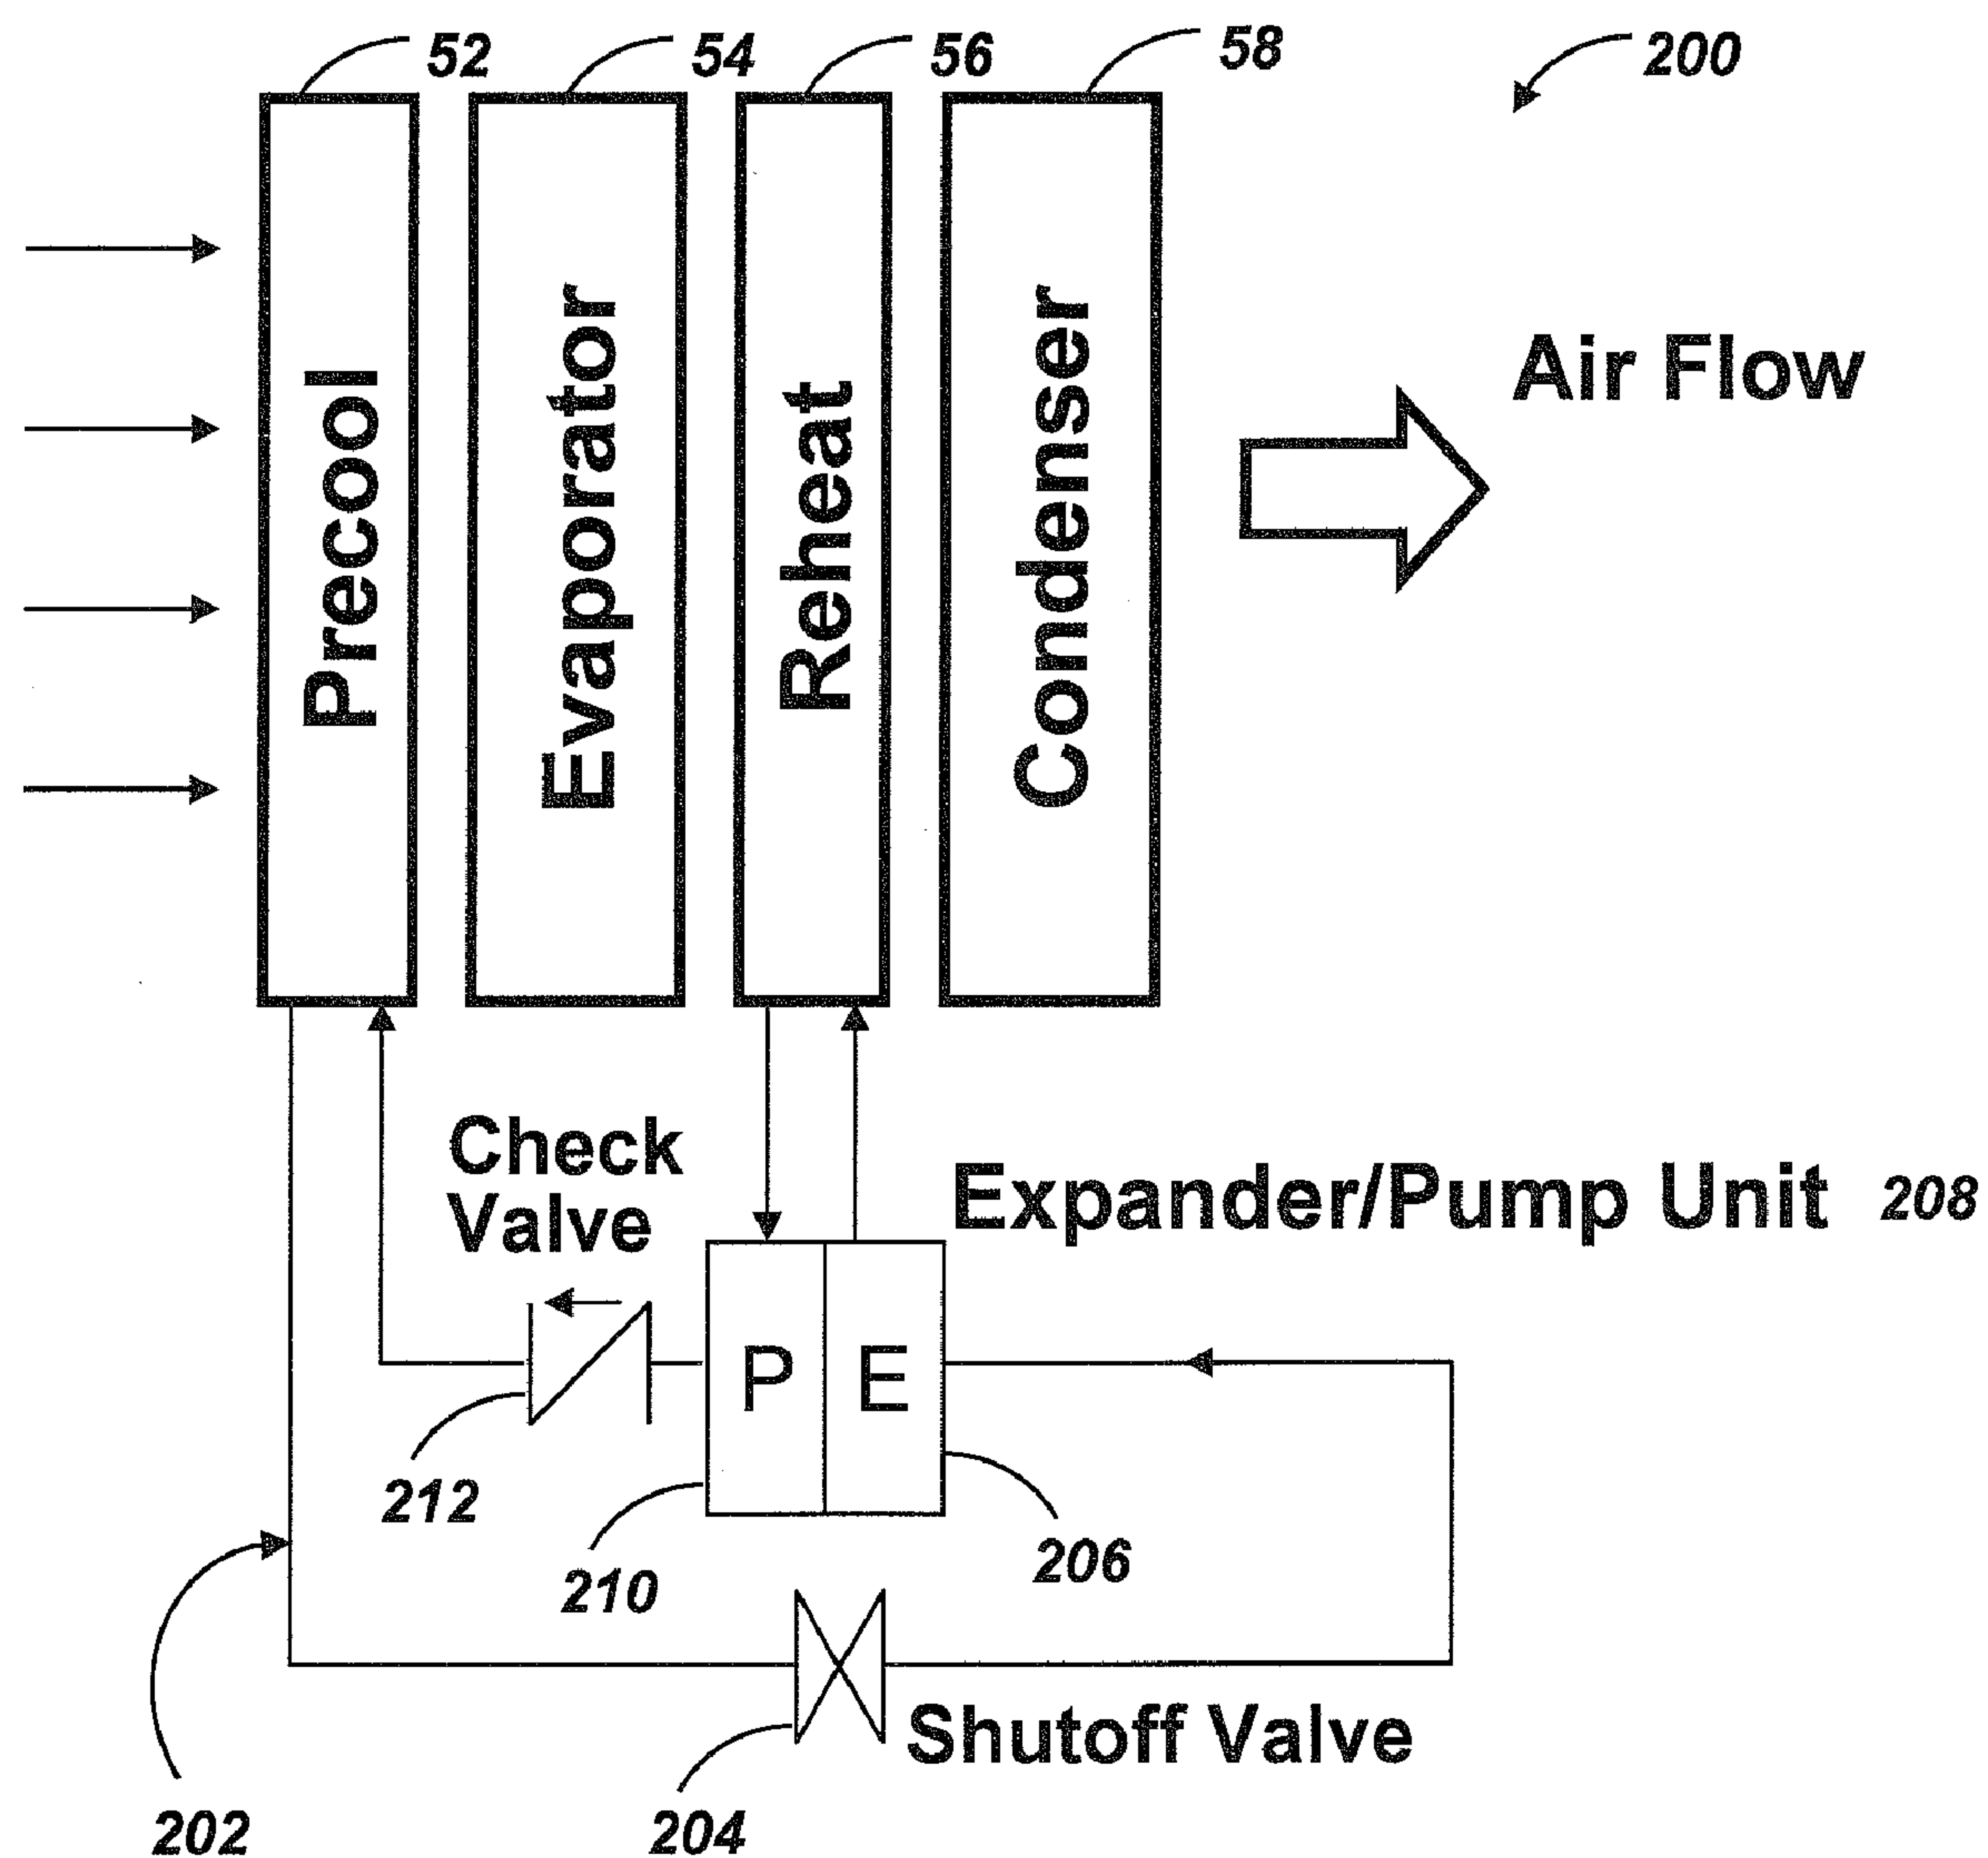 52
54
56
58
200
Precool
Evaporator
Reheat
Condenser
Air Flow
Check
Valve
Expander/Pump Unit 208
P
E
212
210
206
Shutoff Valve
202
204